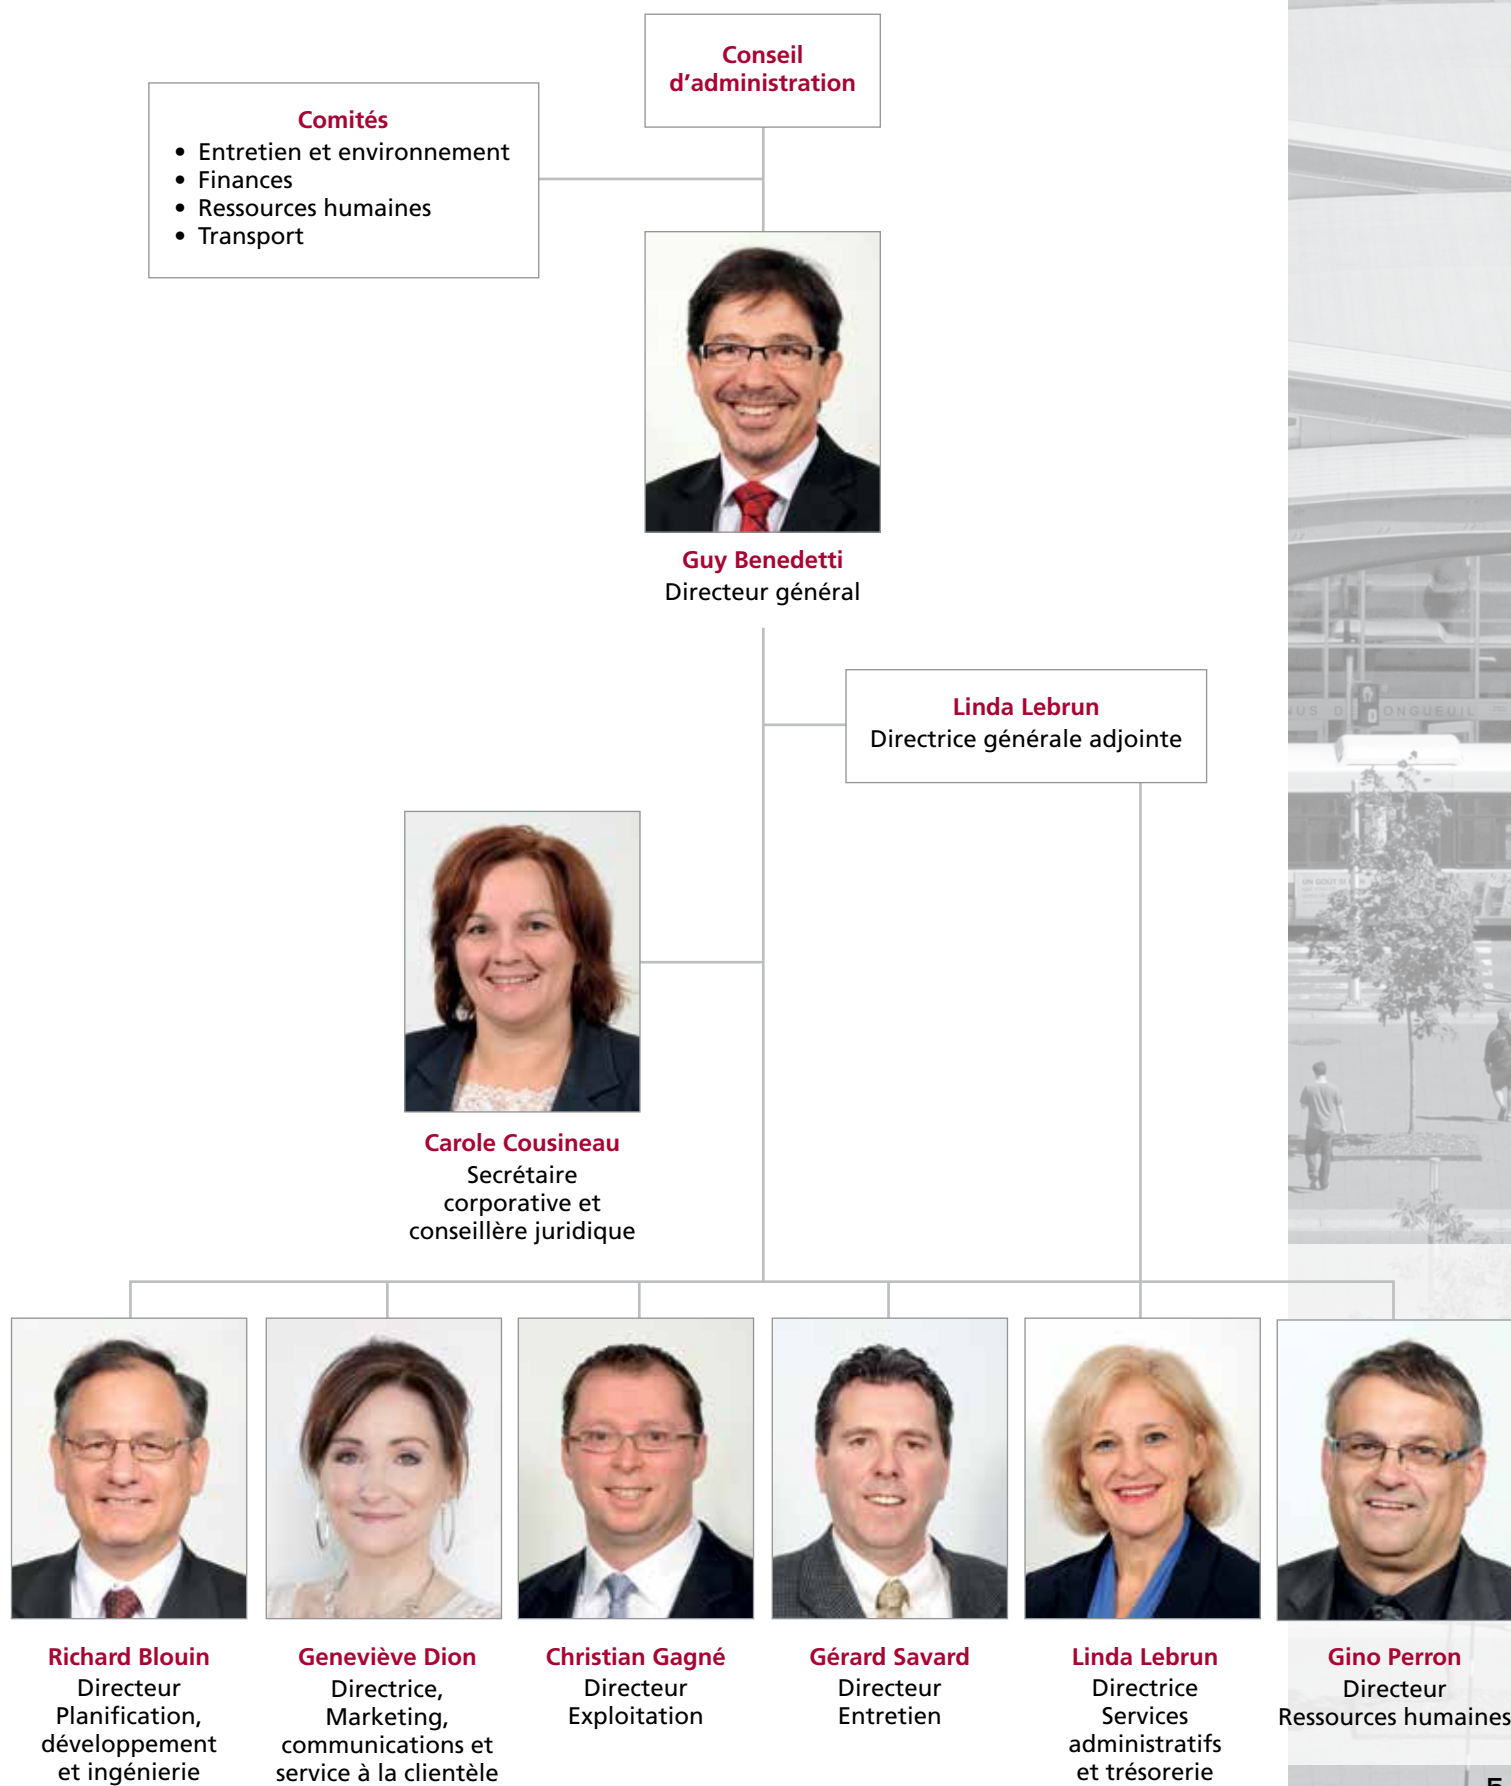 Conseil
d'administration
Comités
• Entretien et environnement
• Finances
• Ressources humaines
• Transport
Guy Benedetti
Directeur général
Linda Lebrun
Directrice générale adjointe
Carole Cousineau
Secrétaire
corporative et
conseillère juridique
Richard Blouin
Directeur
Planification,
développement
et ingénierie
Geneviève Dion
Directrice,
Marketing,
communications et
service à la clientèle
Christian Gagné
Directeur
Exploitation
Gérard Savard
Directeur
Entretien
Linda Lebrun
Directrice
Services
administratifs
et trésorerie
Gino Perron
Directeur
Ressources humaines